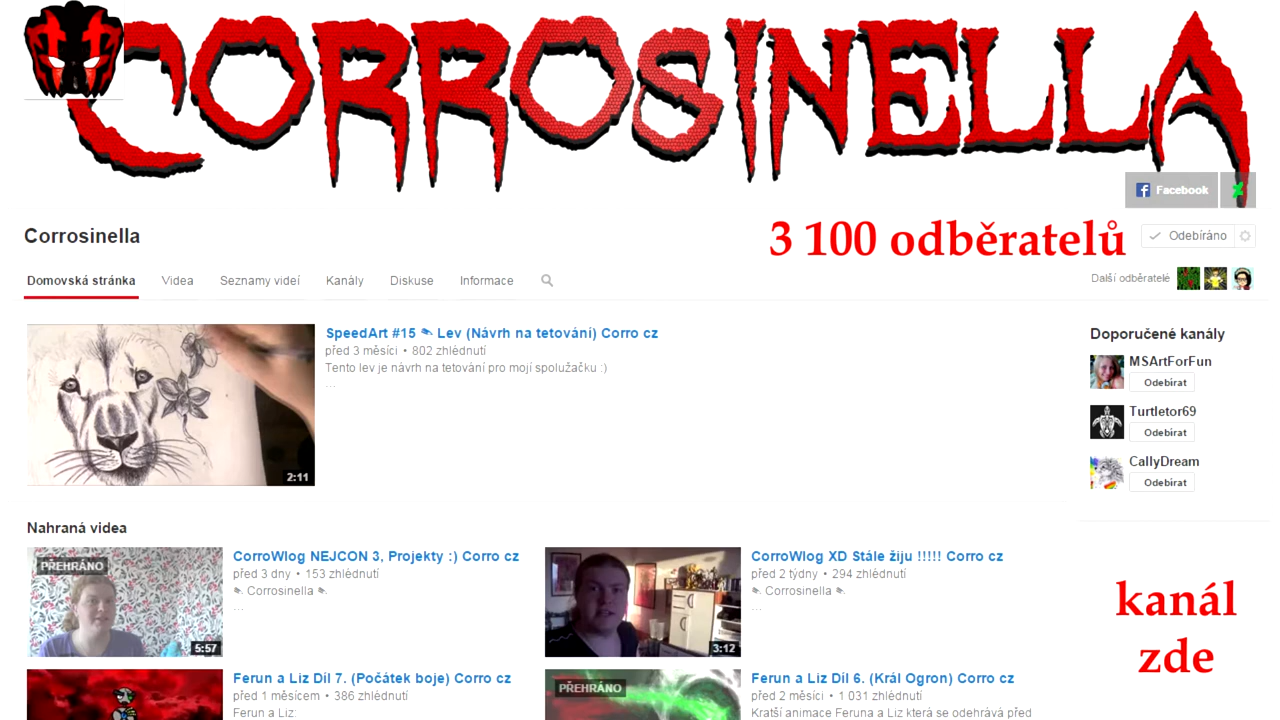 CORROSINELLA
Facebook
Corrosinella
3 100 odběratelů
Odebíráno
Domovská stránka
Videa
Seznamy videí
Kanály
Diskuse
Informace
Další odběratelé
SpeedArt #15 ✎ Lev (Návrh na tetování) Corro cz
před 3 měsíci • 802 zhlédnutí
Tento lev je návrh na tetování pro mojí spolužačku :)
...
2:11
Doporučené kanály
MSArtForFun
Odebírat
Turtletor69
Odebírat
CallyDream
Odebírat
Nahraná videa
PŘEHRÁNO
5:57
CorroWlog NEJCON 3, Projekty :) Corro cz
před 3 dny • 153 zhlédnutí
✎ Corrosinella ✎
...
3:12
CorroWlog XD Stále žiju !!!!! Corro cz
před 2 týdny • 294 zhlédnutí
✎ Corrosinella ✎
...
kanál
zde
Ferun a Liz Díl 7. (Počátek boje) Corro cz
před 1 měsícem • 386 zhlédnutí
Ferun a Liz:
PŘEHRÁNO
Ferun a Liz Díl 6. (Král Ogron) Corro cz
před 2 měsíci • 1 031 zhlédnutí
Kratší animace Feruna a Liz která se odehrává před